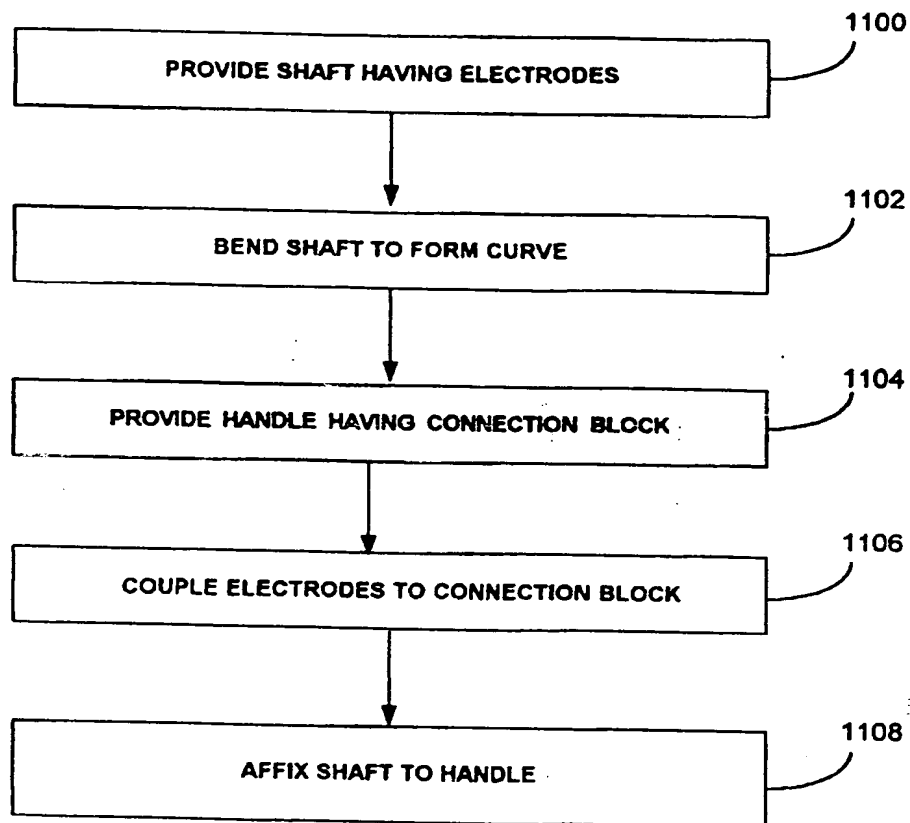 1100
PROVIDE SHAFT HAVING ELECTRODES
1102
BEND SHAFT TO FORM CURVE
1104
PROVIDE HANDLE HAVING CONNECTION BLOCK
1106
COUPLE ELECTRODES TO CONNECTION BLOCK
1108
AFFIX SHAFT TO HANDLE